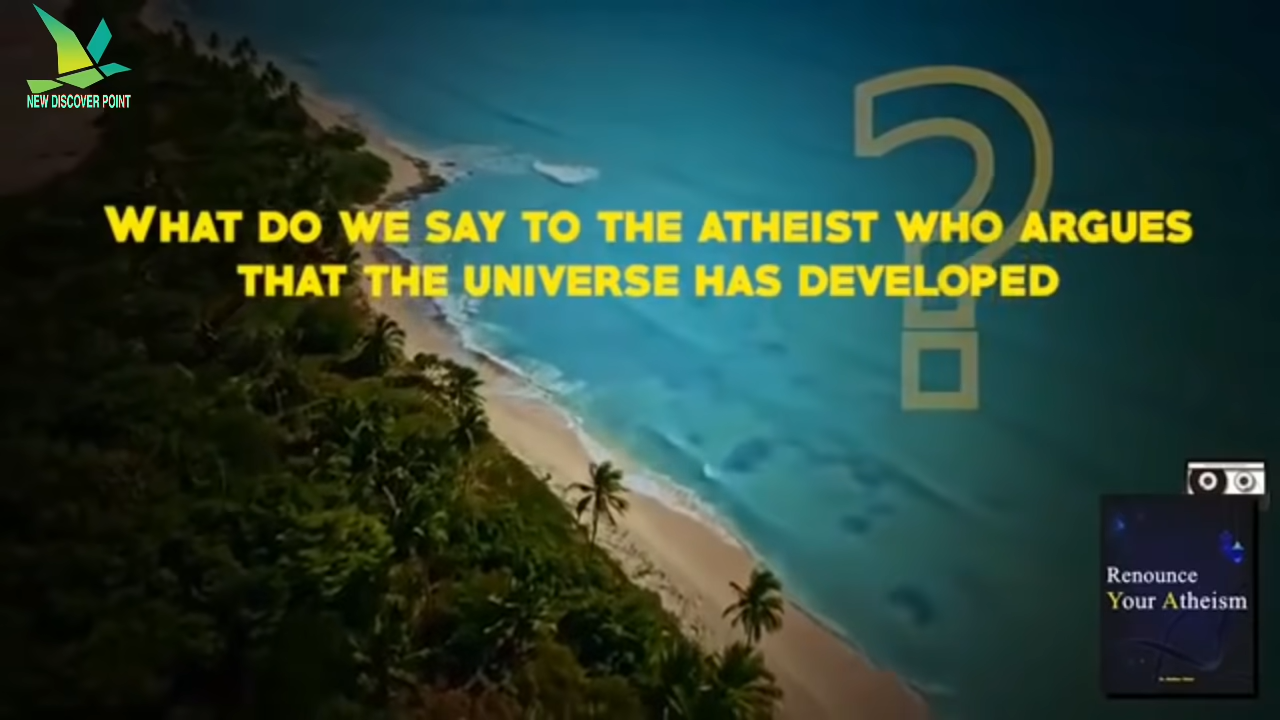 NEW DISCOVER POINT
WHAT DO WE SAY TO THE ATHEIST WHO ARGUES
THAT THE UNIVERSE HAS DEVELOPED
?
Renounce
Your Atheism